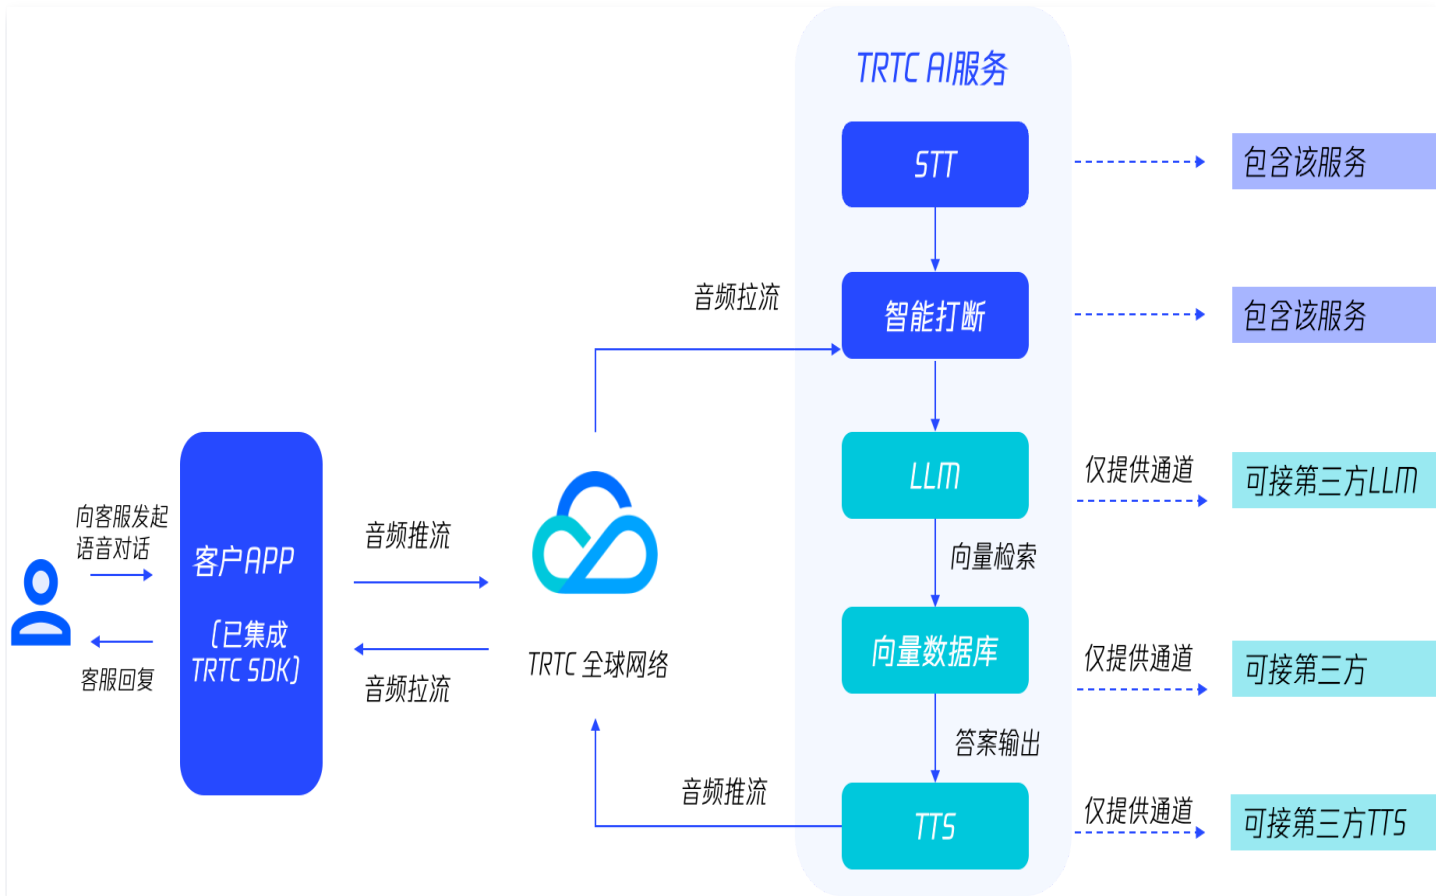 TRTC AI服务
STT
包含该服务
智能打断
包含该服务
音频拉流
LLM
仅提供通道
可接第三方LLM
向客服发起
语音对话
客服回复
客户APP
(已集成
TRTC SDK)
音频推流
音频拉流
TRTC 全球网络
向量检索
向量数据库
仅提供通道
可接第三方
答案输出
音频推流
TTS
仅提供通道
可接第三方TTS